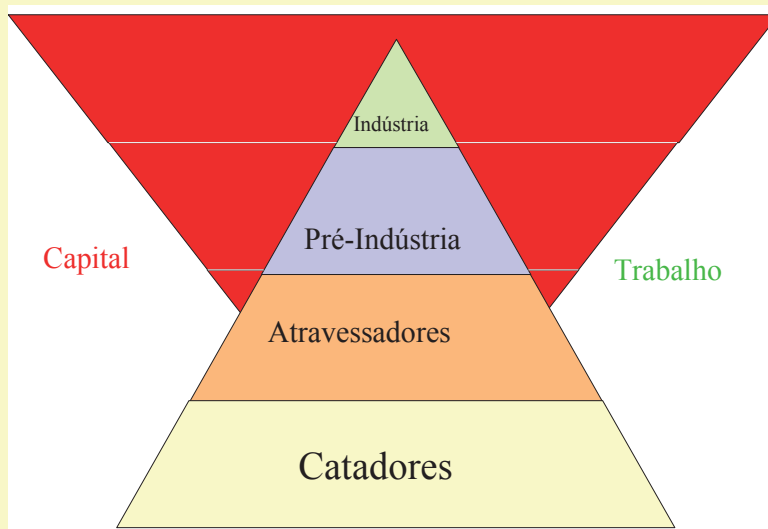 Indústria
Pré-Indústria
Capital
Trabalho
Atravessadores
Catadores